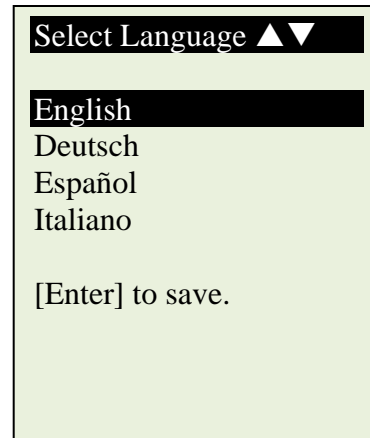 Select Language ▲▼
English
Deutsch
Español
Italiano
[Enter] to save.